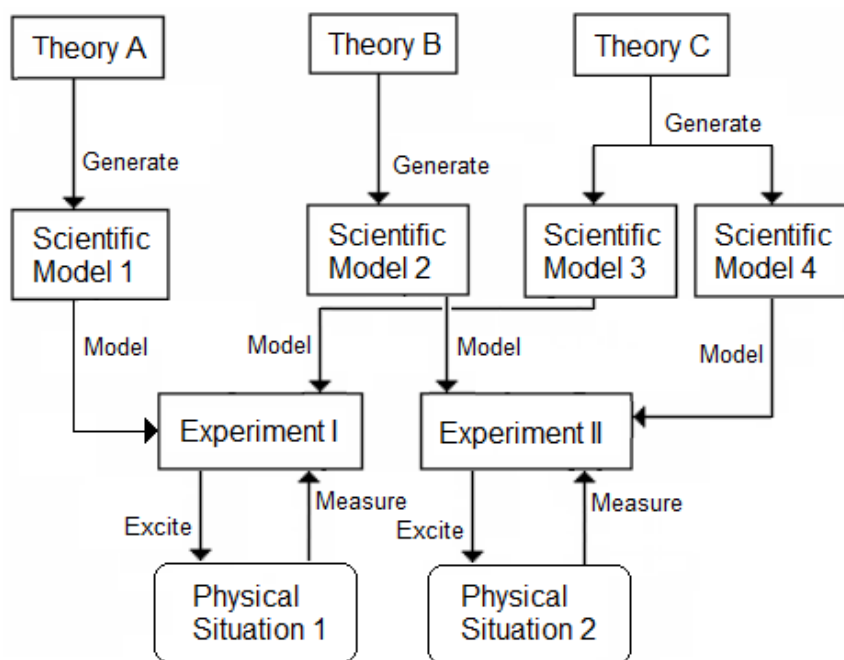 Theory A
Theory B
Theory C
Generate
Generate
Generate
Scientific
Model 1
Scientific
Model 2
Scientific
Model 3
Scientific
Model 4
Model
Model
Model
Model
Experiment I
Experiment II
Excite
Measure
Excite
Measure
Physical
Situation 1
Physical
Situation 2